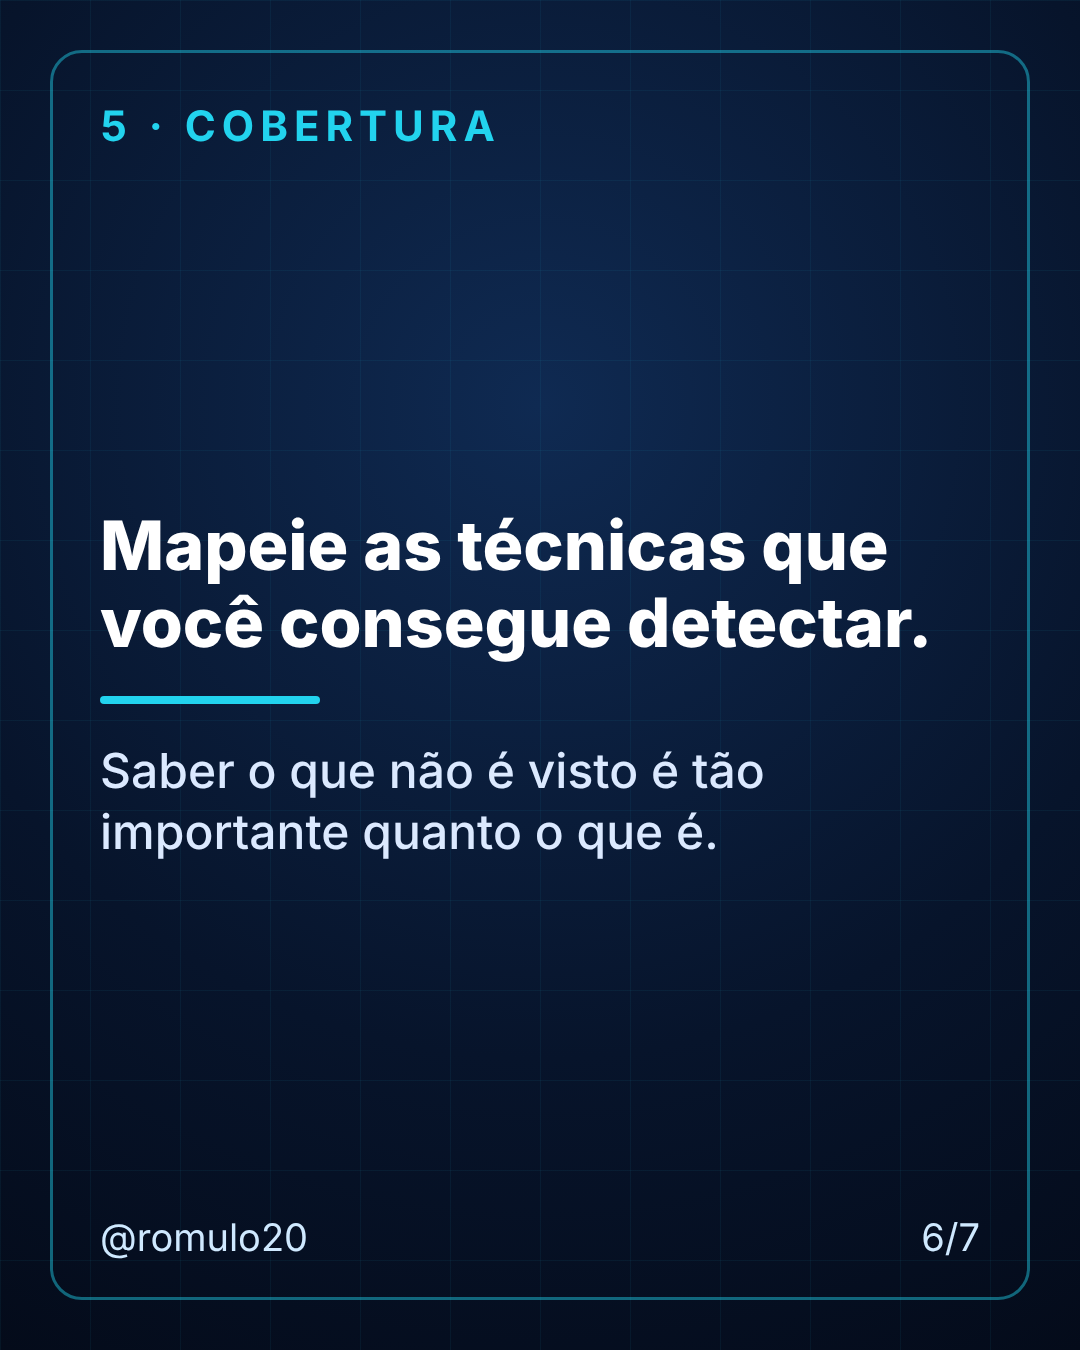 5 · COBERTURA
Mapeie as técnicas que
você consegue detectar.
Saber o que não é visto é tão
importante quanto o que é.
@romulo20
6/7